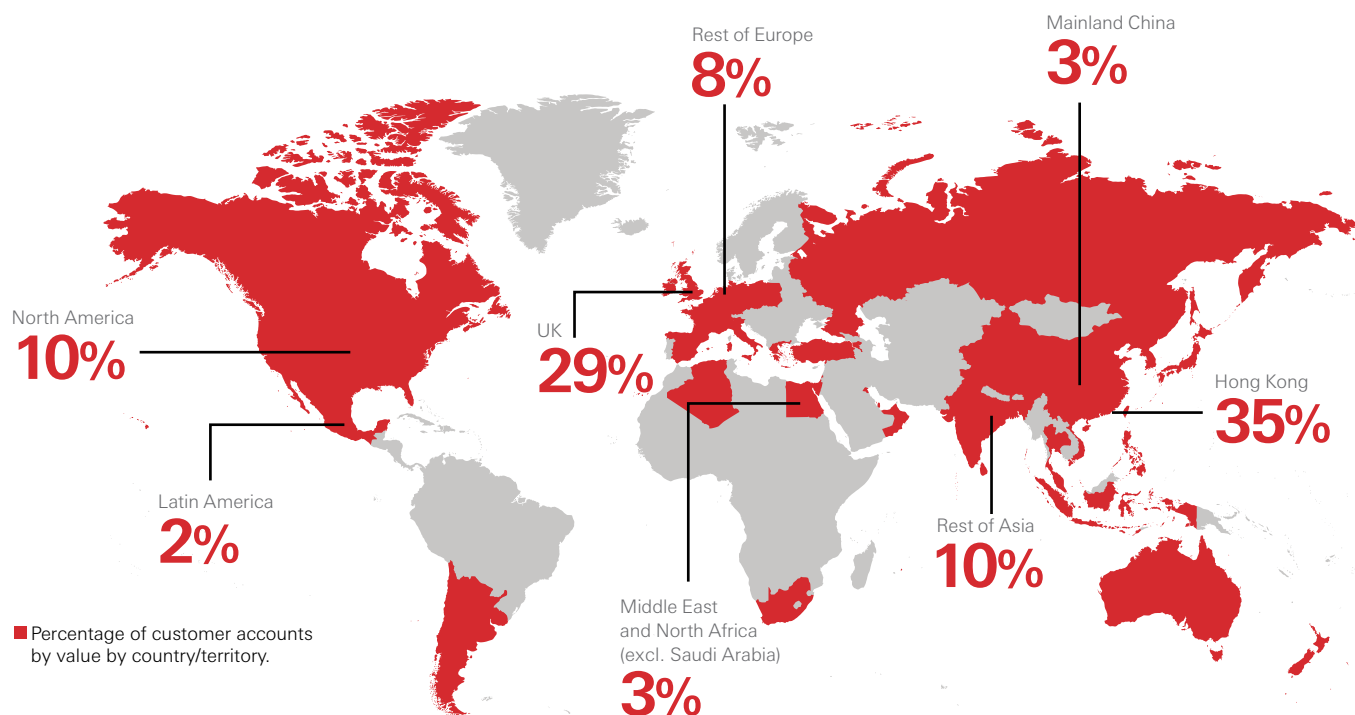 Mainland China
3%
Rest of Europe
8%
North America
10%
UK
29%
Hong Kong
35%
Latin America
2%
Rest of Asia
10%
Middle East
and North Africa
(excl. Saudi Arabia)
3%
Percentage of customer accounts
by value by country/territory.